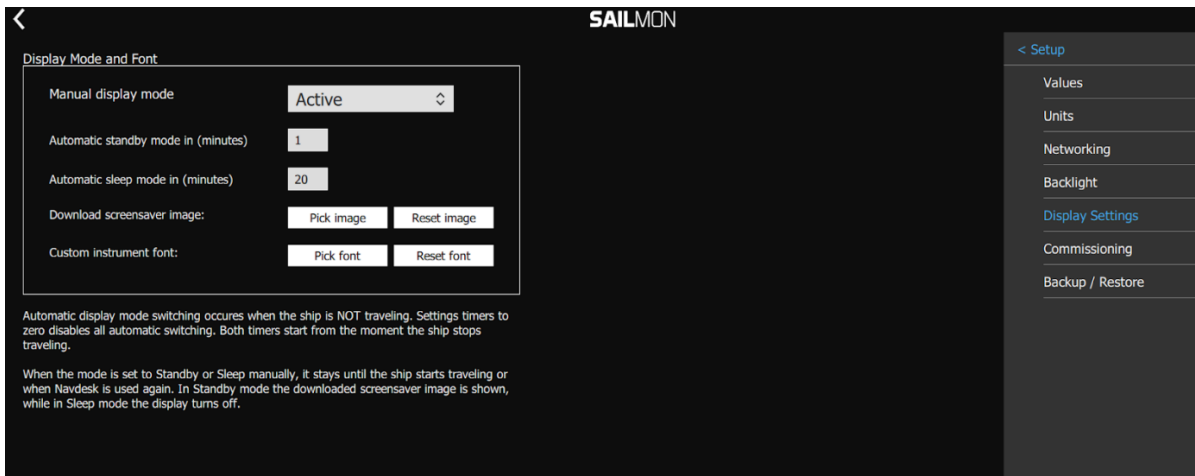 SAILMON
Display Mode and Font
Manual display mode
Active
Automatic standby mode in (minutes)
1
Automatic sleep mode in (minutes)
20
Download screensaver image:
Pick image
Reset image
Custom instrument font:
Pick font
Reset font
Automatic display mode switching occures when the ship is NOT traveling. Settings timers to
zero disables all automatic switching. Both timers start from the moment the ship stops
traveling.
When the mode is set to Standby or Sleep manually, it stays until the ship starts traveling or
when Navdesk is used again. In Standby mode the downloaded screensaver image is shown,
while in Sleep mode the display turns off.
< Setup
Values
Units
Networking
Backlight
Display Settings
Commissioning
Backup / Restore